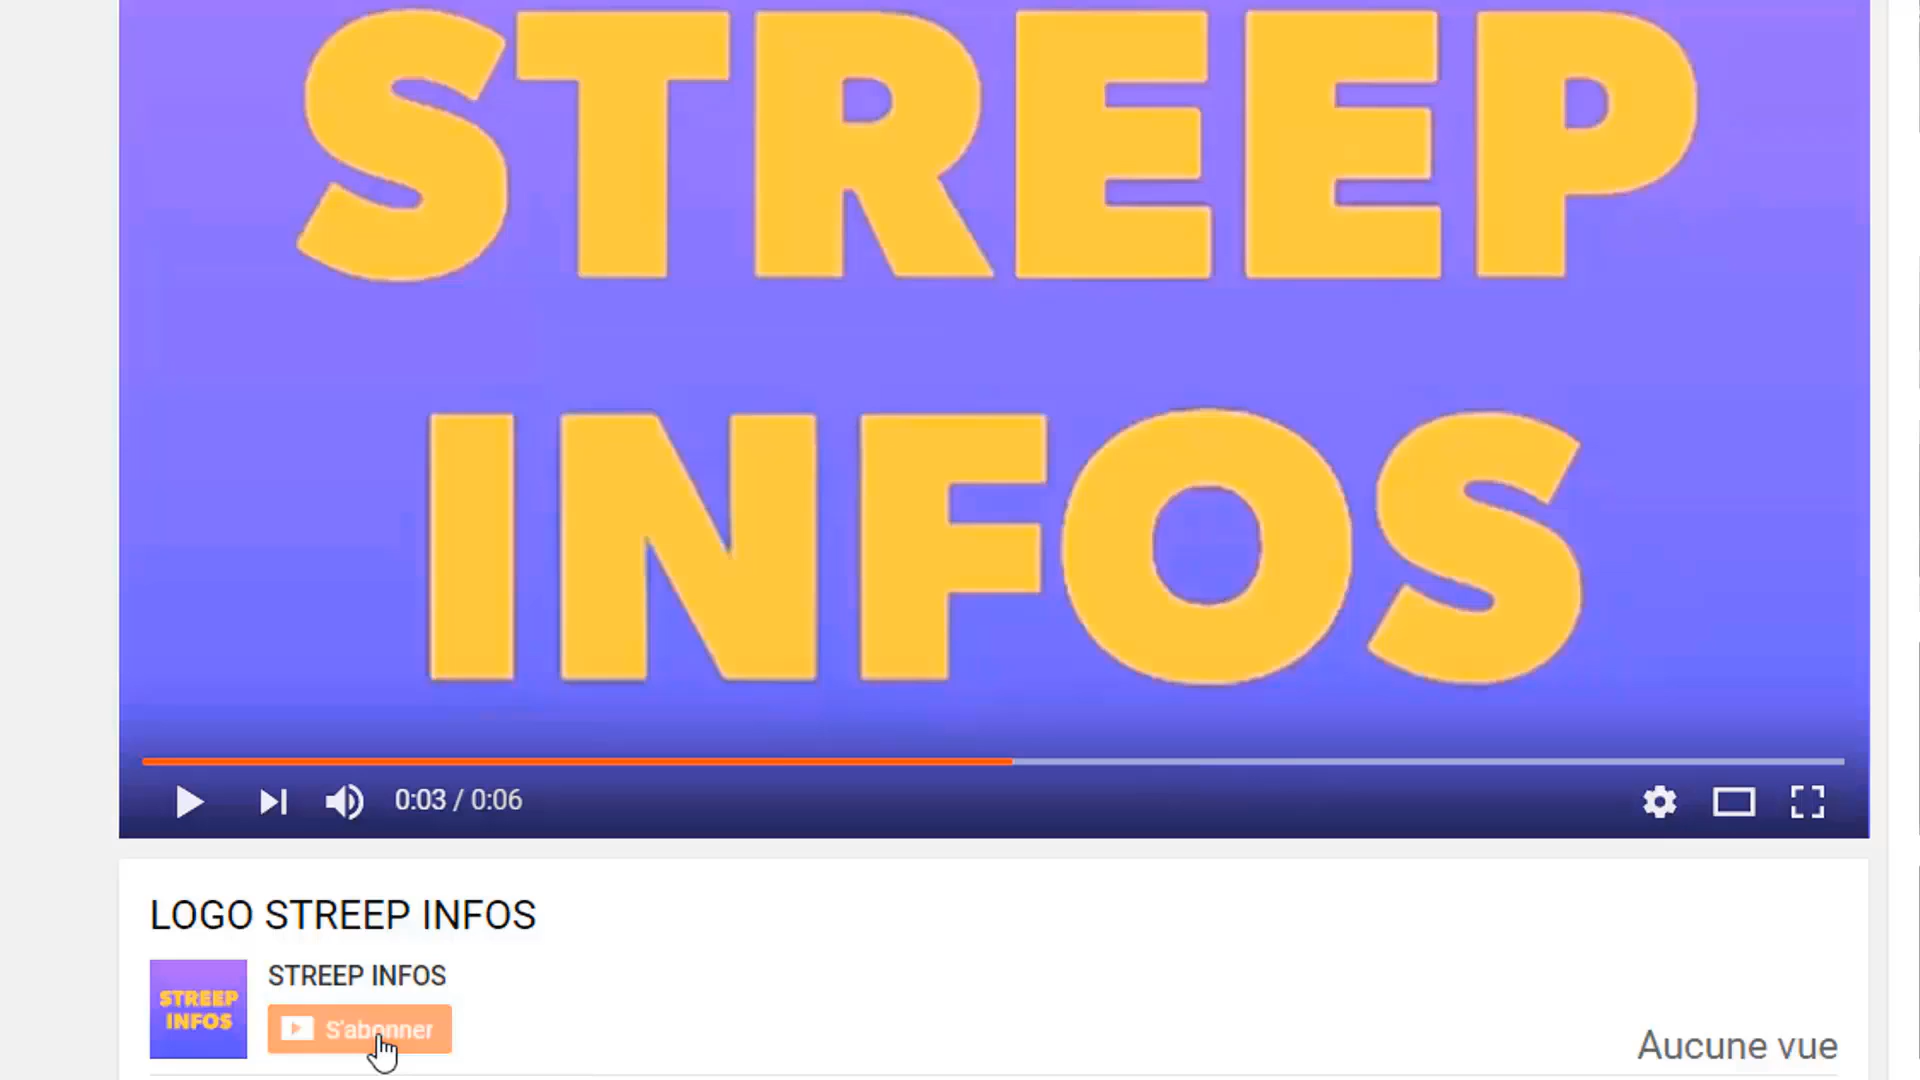 STREEP
INFOS
0:03 / 0:06
LOGO STREEP INFOS
STREEP INFOS
STREEP
INFOS
S'abonner
Aucune vue